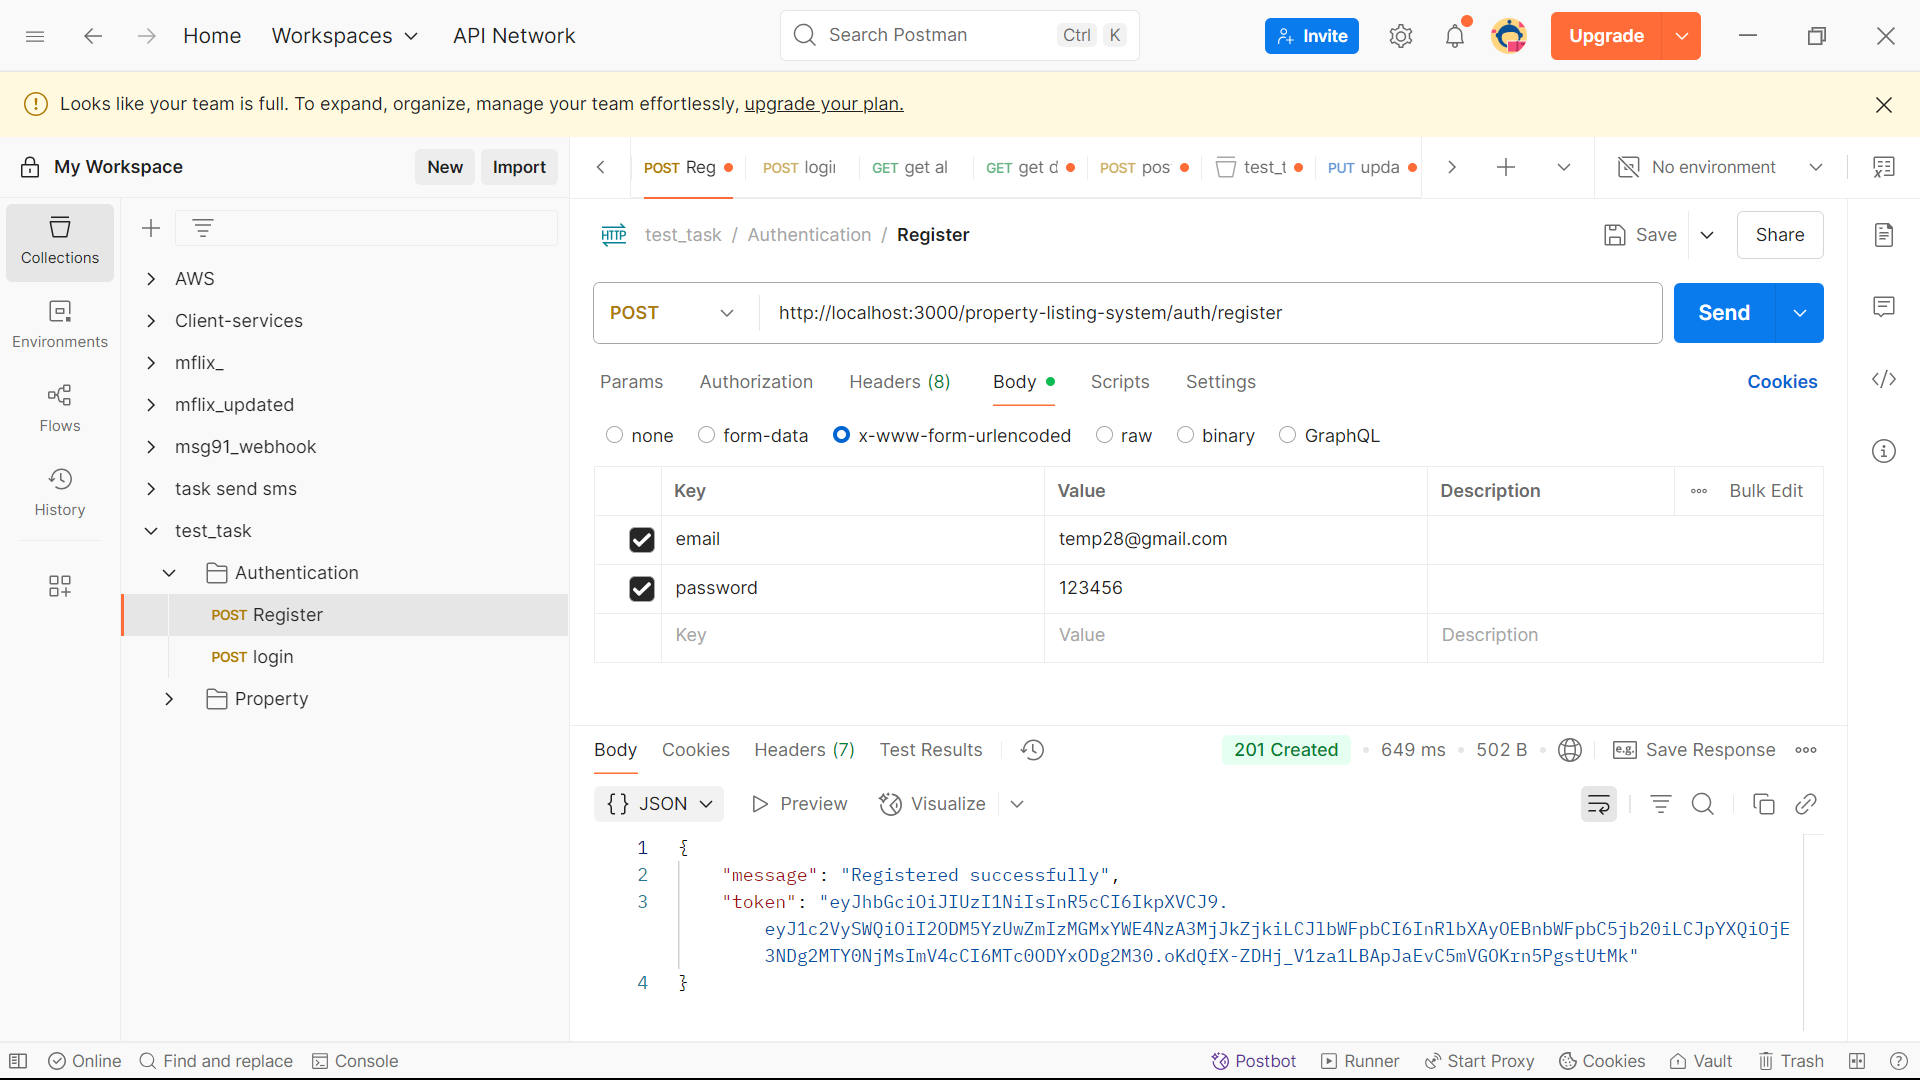 Home
Workspaces
API Network
Search Postman
Ctrl K
Invite
Upgrade
Looks like your team is full. To expand, organize, manage your team effortlessly, upgrade your plan.
My Workspace
New
Import
POST Reg
POST logi
GET get al
GET get d
POST pos
test_t
PUT upda
No environment
Collections
Environments
Flows
History
AWS
Client-services
mflix_
mflix_updated
msg91_webhook
task send sms
test_task
Authentication
POST Register
POST login
Property
HTTP test_task / Authentication / Register
Save
Share
POST
http://localhost:3000/property-listing-system/auth/register
Send
Params
Authorization
Headers (8)
Body
Scripts
Settings
Cookies
none
form-data
x-www-form-urlencoded
raw
binary
GraphQL
Key Value Description Bulk Edit
email temp28@gmail.com
password 123456
Key Value Description
Body
Cookies
Headers (7)
Test Results
201 Created
649 ms
502 B
e.g. Save Response
{} JSON
Preview
Visualize
1 {
2 "message": "Registered successfully",
3 "token": "eyJhbGciOiJIUzI1NiIsInR5cCI6IkpXVCJ9.
eyJ1c2VySWQiOiI2ODM5YzUwZmIzMGMxYWE4NzA3MjJkZjkiLCJlbWFpbCI6InRlbXAyOEBnbWFpbC5jb20iLCJpYXQiOjE
3NDg2MTY0NjMsImV4cCI6MTc0ODYxODg2M30.oKdQfX-ZDHj_V1za1LBApJaEvC5mVGOKrn5PgstUtMk"
4 }
Online
Find and replace
Console
Postbot
Runner
Start Proxy
Cookies
Vault
Trash